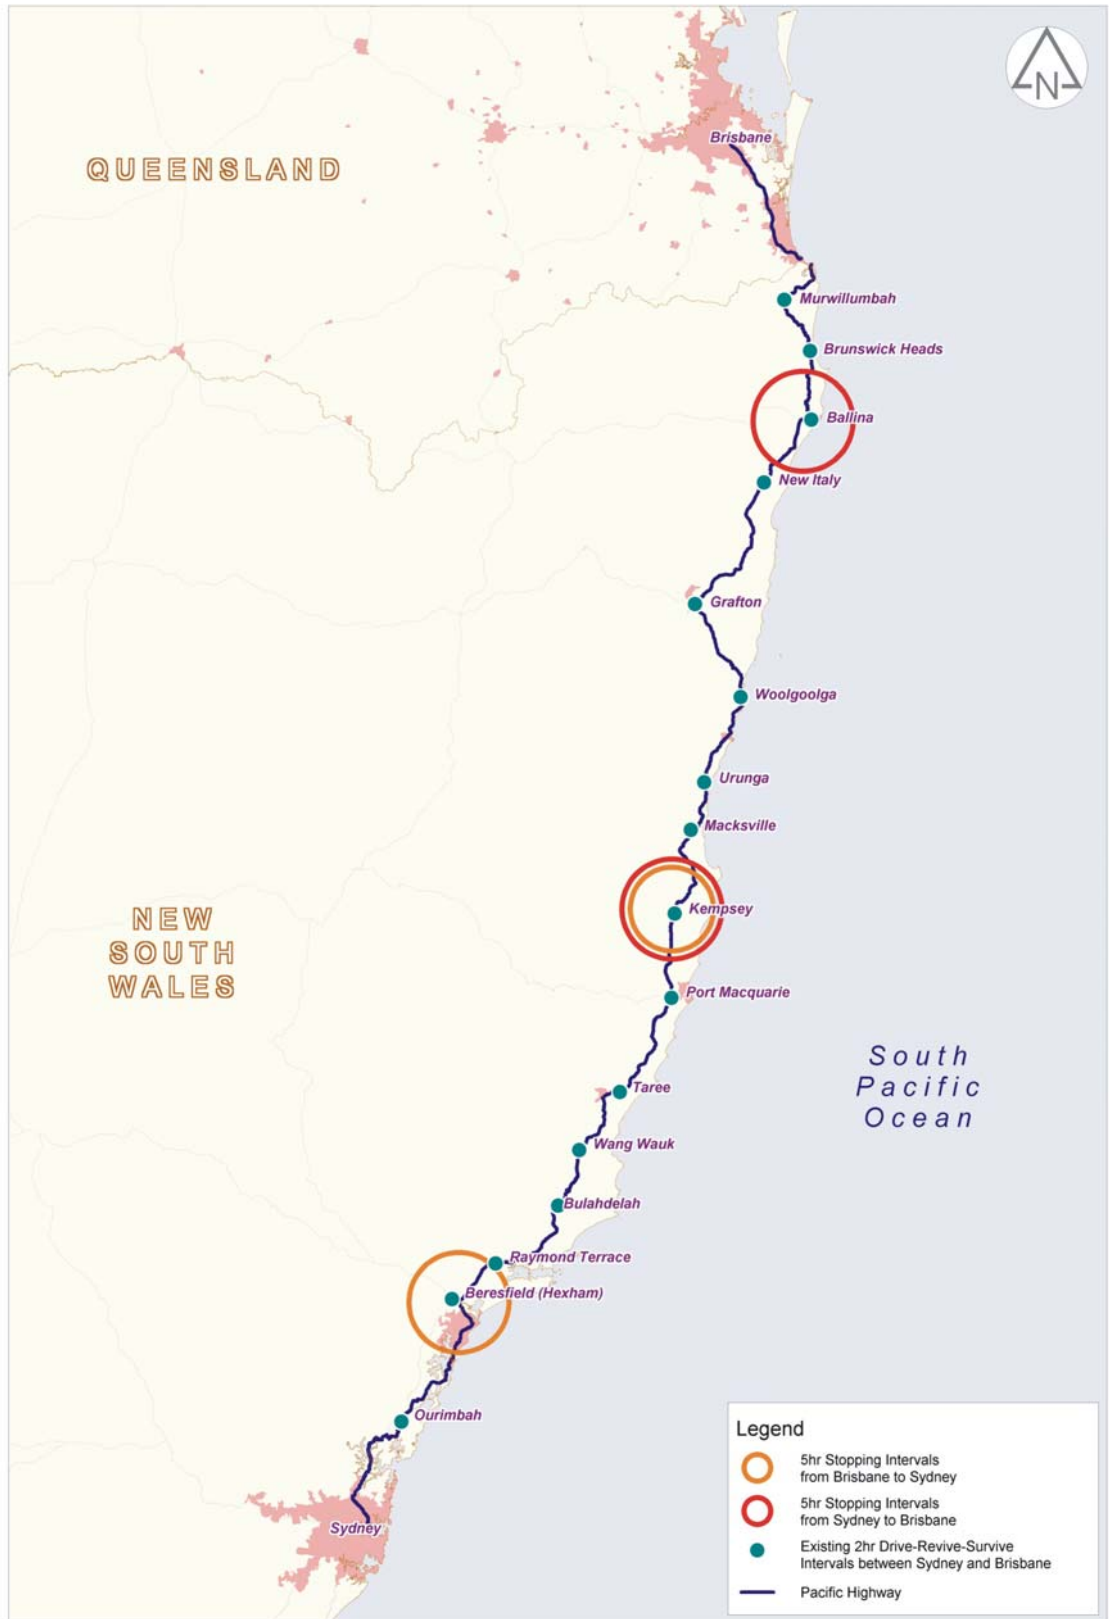 N
Brisbane
QUEENSLAND
Murwillumbah
Brunswick Heads
Ballina
New Italy
Grafton
Woolgoolga
Urunga
Macksville
Kempsey
NEW
SOUTH
WALES
Port Macquarie
South
Pacific
Ocean
Taree
Wang Wauk
Bulahdelah
Raymond Terrace
Beresfield (Hexham)
Ourimbah
Sydney
Legend
5hr Stopping Intervals
from Brisbane to Sydney
5hr Stopping Intervals
from Sydney to Brisbane
Existing 2hr Drive-Revive-Survive
Intervals between Sydney and Brisbane
Pacific Highway